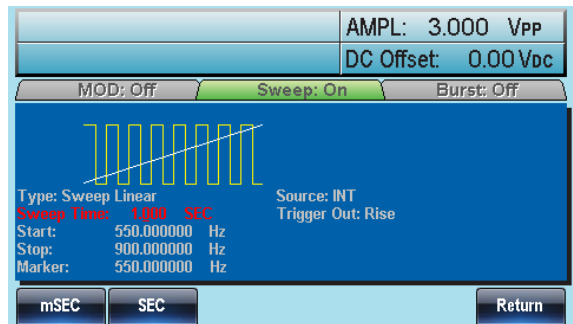 AMPL: 3.000 VPP
DC Offset: 0.00 VDC
MOD: Off Sweep: On Burst: Off
Type: Sweep Linear Source: INT
Sweep Time: 1.000 SEC Trigger Out: Rise
Start: 550.000000 Hz
Stop: 900.000000 Hz
Marker: 550.000000 Hz
mSEC SEC Return